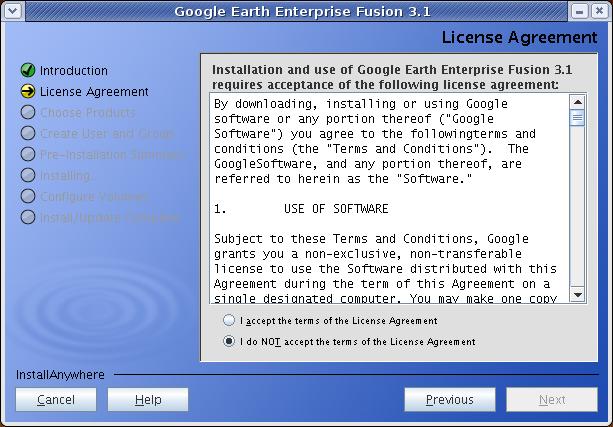 Google Earth Enterprise Fusion 3.1
License Agreement
Introduction
License Agreement
Choose Products
Create User and Group
Pre-Installation Summary
Installing...
Configure Volumes
Install/Update Complete
Installation and use of Google Earth Enterprise Fusion 3.1
requires acceptance of the following license agreement:
By downloading, installing or using Google
software or any portion thereof ("Google
Software") you agree to the followingterms and
conditions (the "Terms and Conditions").  The
GoogleSoftware, and any portion thereof, are
referred to herein as the "Software."
1.        USE OF SOFTWARE
Subject to these Terms and Conditions, Google
grants you a non-exclusive, non-transferable
license to use the Software distributed with this
Agreement during the term of this Agreement on a
single designated computer. You may make one copy
I accept the terms of the License Agreement
I do NOT accept the terms of the License Agreement
InstallAnywhere
Cancel
Help
Previous
Next